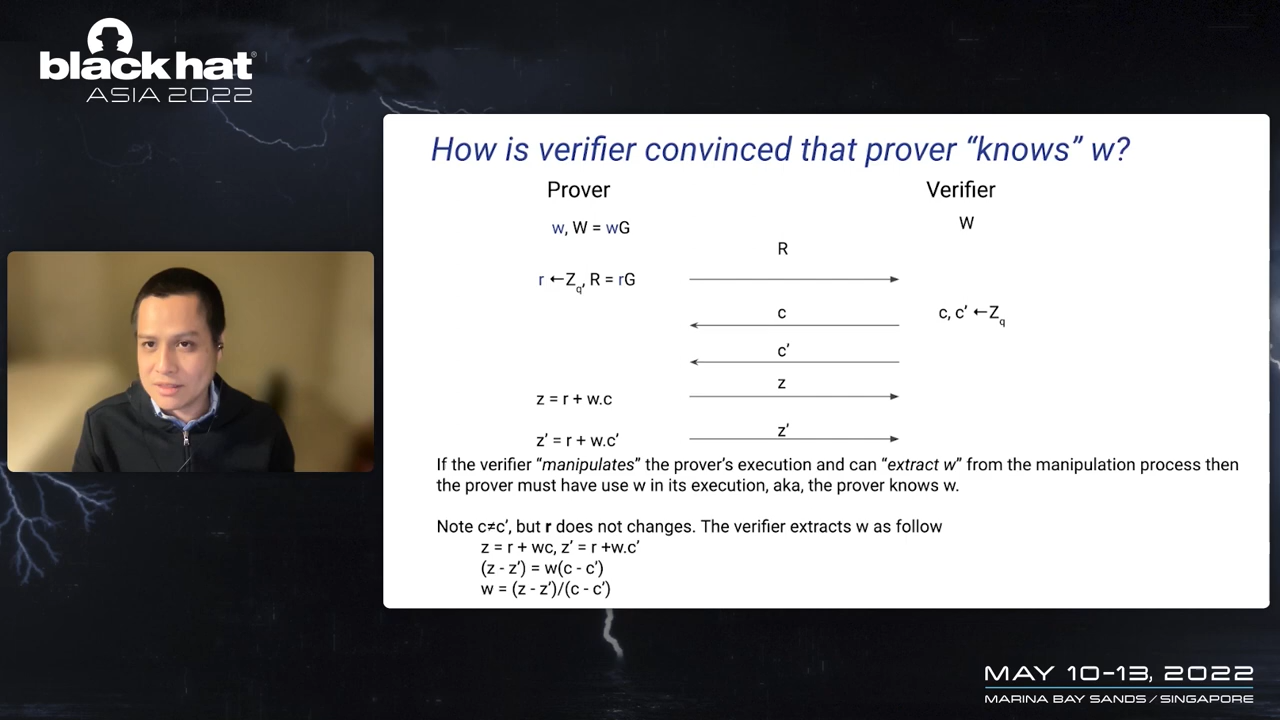 black hat®
ASIA 2022
How is verifier convinced that prover “knows” w?
Prover
Verifier
w, W = wG
W
R
r ←Zq, R = rG
c
c, c’ ←Zq
c’
z
z = r + w.c
z’
z’ = r + w.c’
If the verifier “manipulates” the prover’s execution and can “extract w” from the manipulation process then
the prover must have use w in its execution, aka, the prover knows w.
Note c≠c’, but r does not changes. The verifier extracts w as follow
z = r + wc, z’ = r +w.c’
(z - z’) = w(c - c’)
w = (z - z’)/(c - c’)
MAY 10-13, 2022
MARINA BAY SANDS / SINGAPORE